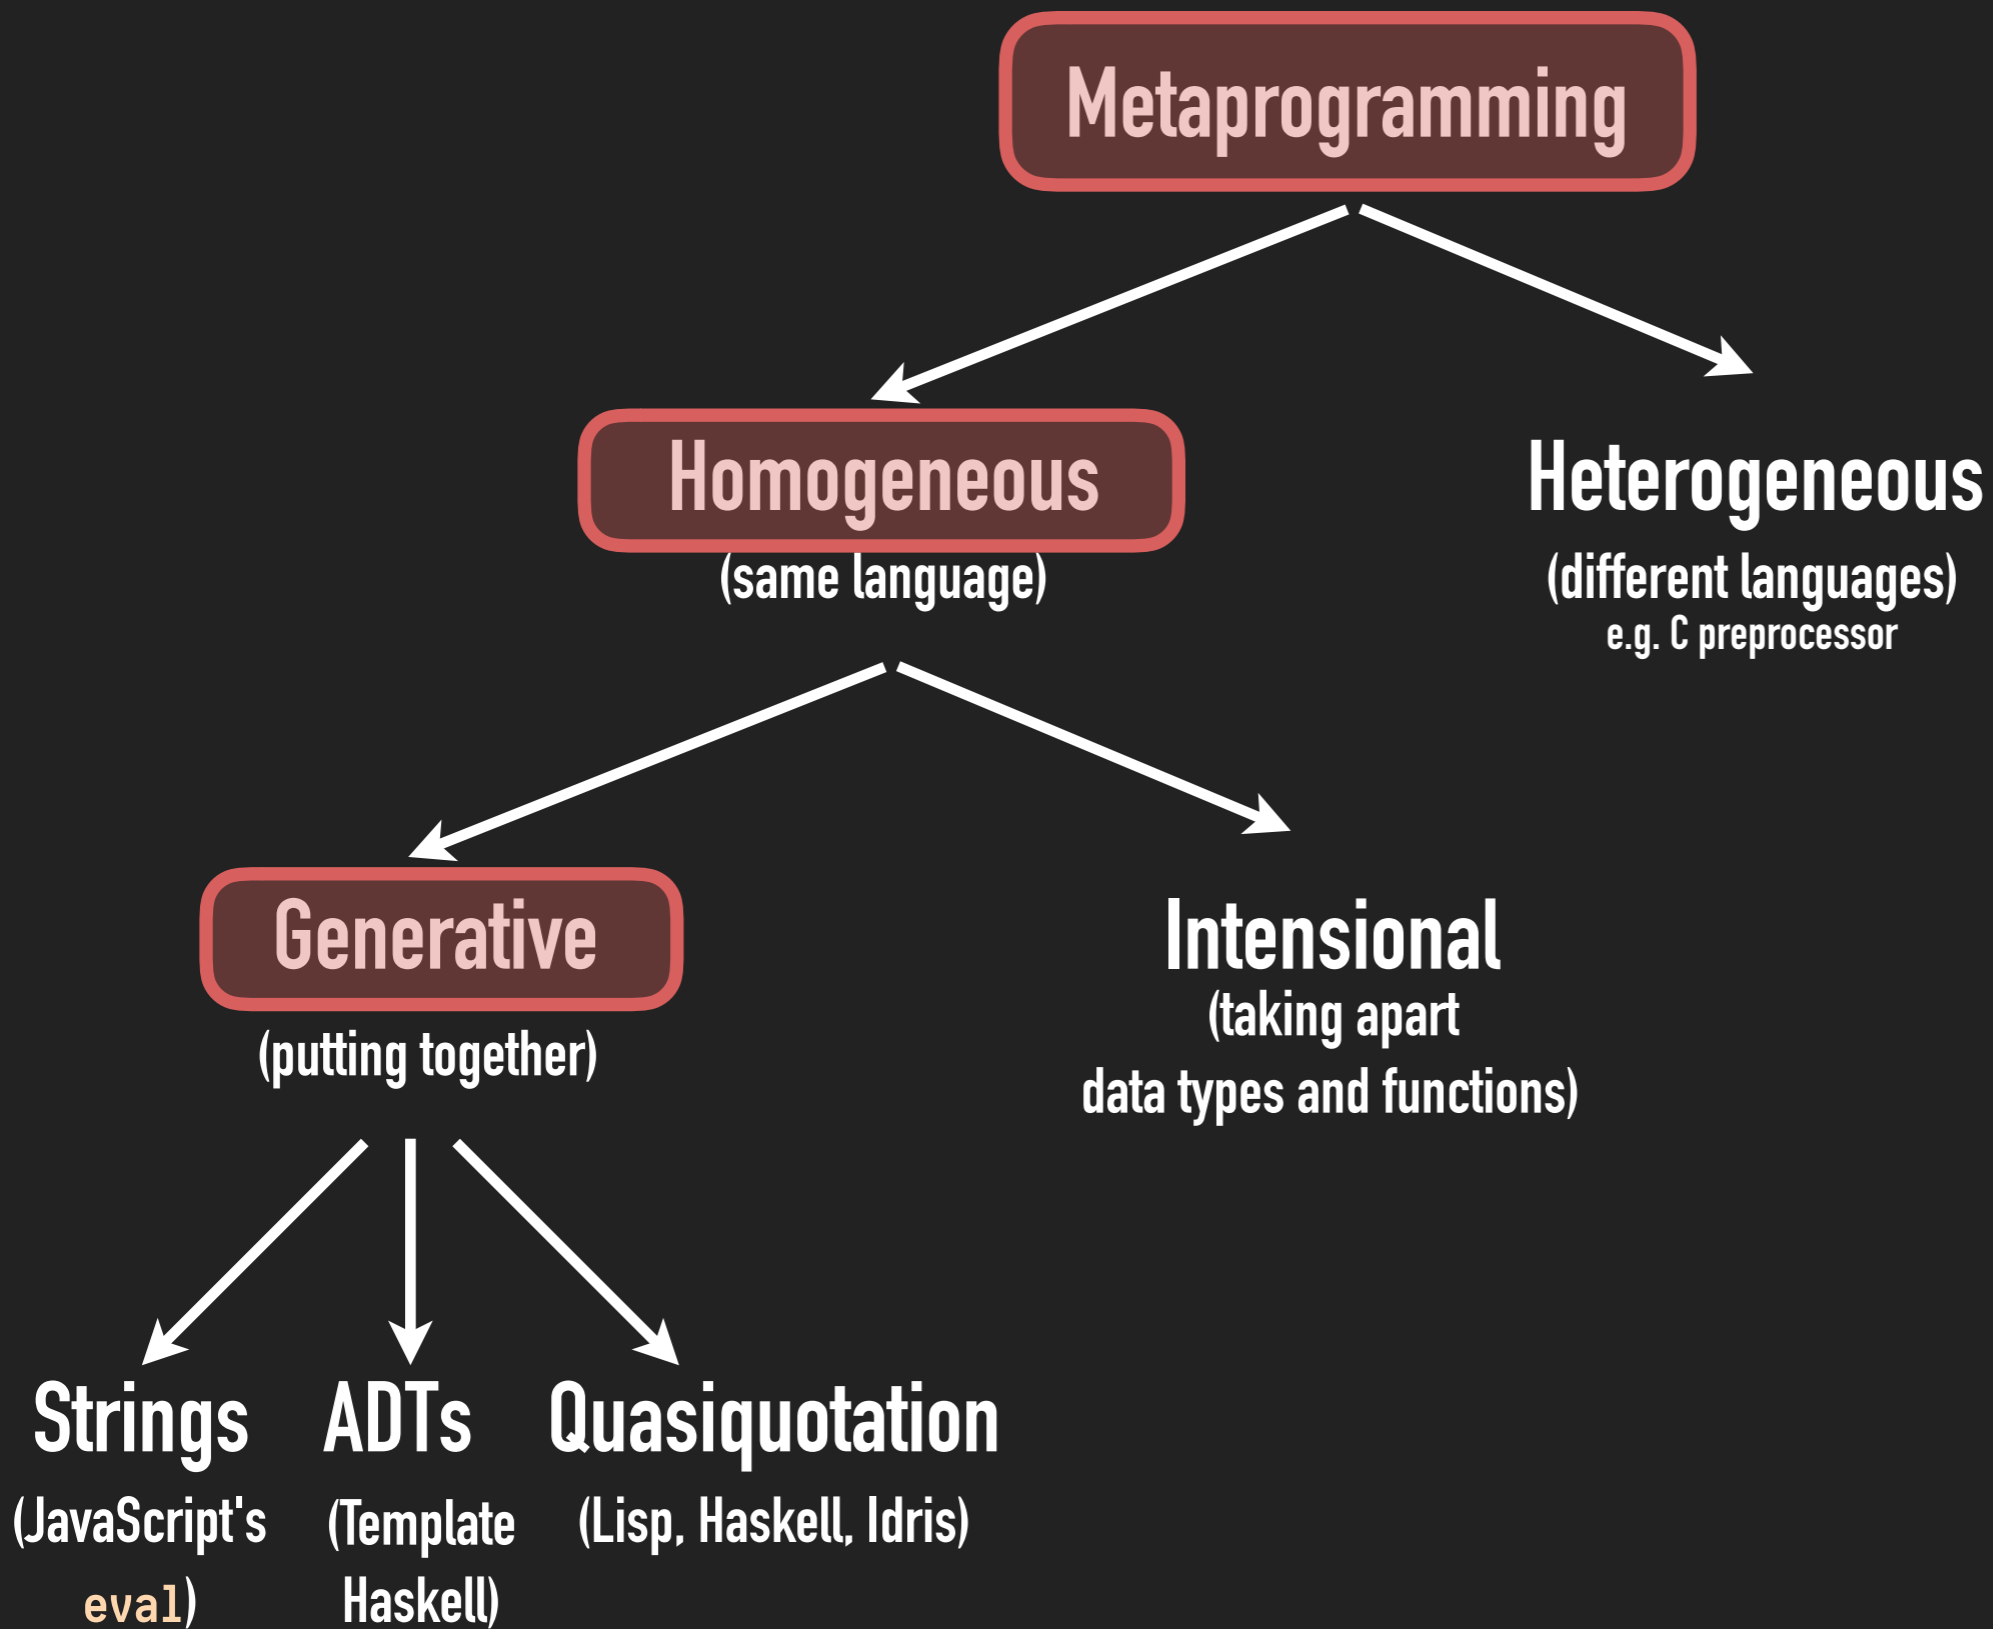 Metaprogramming
Homogeneous
(same language)
Heterogeneous
(different languages)
e.g. C preprocessor
Generative
(putting together)
Intensional
(taking apart
data types and functions)
Strings
(JavaScript's
eval)
ADTs
(Template
Haskell)
Quasiquotation
(Lisp, Haskell, Idris)